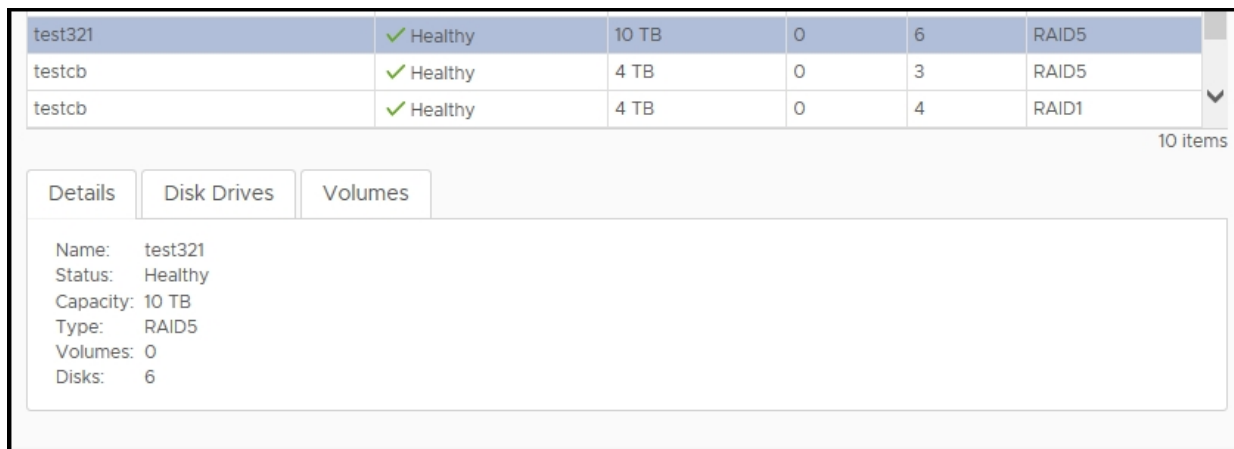 test321 Healthy 10 TB 0 6 RAID5
testcb Healthy 4 TB 0 3 RAID5
testcb Healthy 4 TB 0 4 RAID1
10 items
Details Disk Drives Volumes
Name: test321
Status: Healthy
Capacity: 10 TB
Type: RAID5
Volumes: 0
Disks: 6